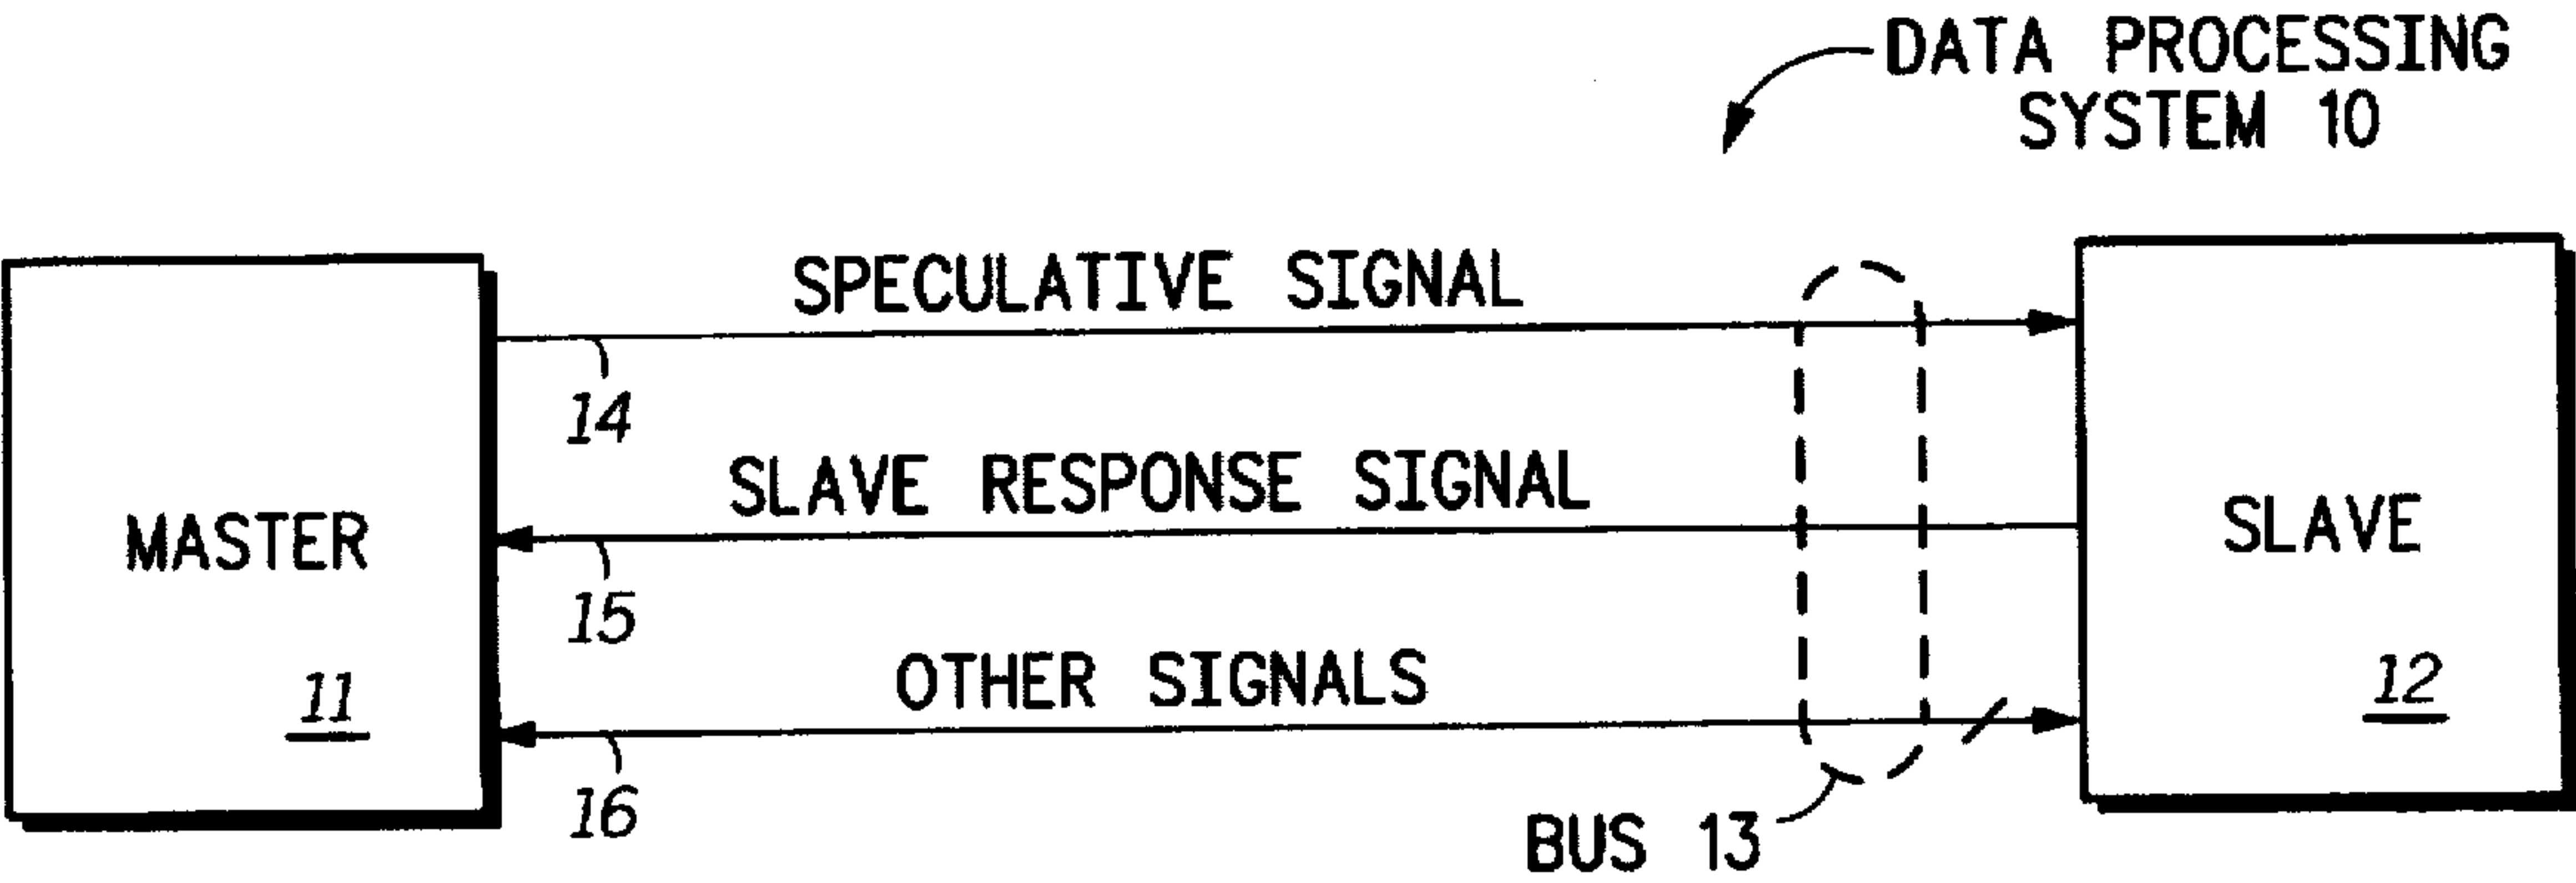 DATA PROCESSING
SYSTEM 10
SPECULATIVE SIGNAL
14
SLAVE RESPONSE SIGNAL
MASTER
SLAVE
15
OTHER SIGNALS
11
12
16
BUS 13